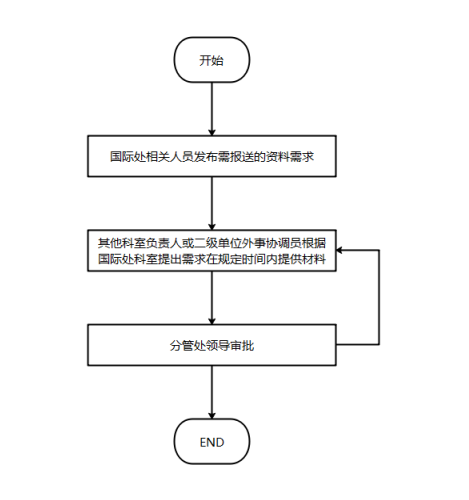 开始
国际处相关人员发布需报送的资料需求
其他科室负责人或二级单位外事协调员根据
国际处科室提出需求在规定时间内提供材料
分管处领导审批
END